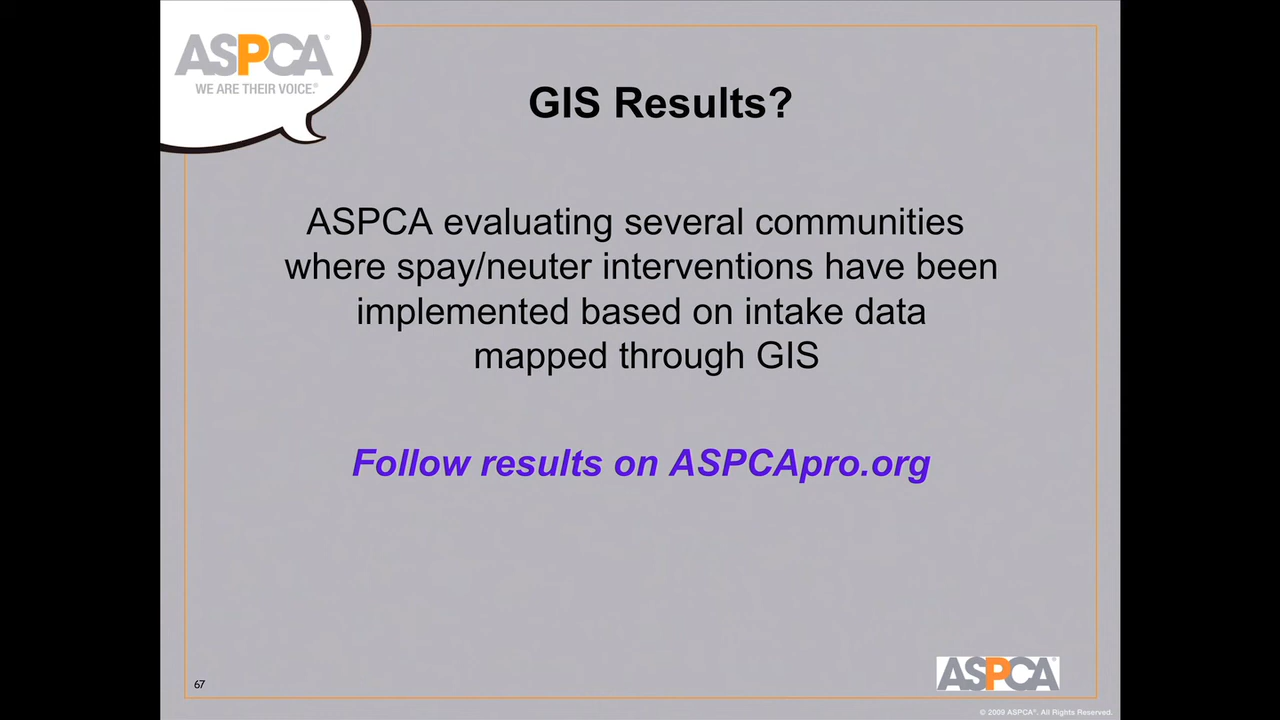 ASPCA®
WE ARE THEIR VOICE.®
GIS Results?
ASPCA evaluating several communities
where spay/neuter interventions have been
implemented based on intake data
mapped through GIS
Follow results on ASPCApro.org
67
ASPCA®
© 2009 ASPCA®. All Rights Reserved.